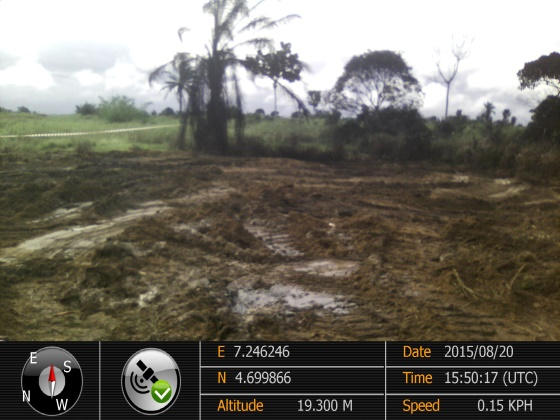 E
S
N
W
E 7.246246
N 4.699866
Altitude 19.300 M
Date 2015/08/20
Time 15:50:17 (UTC)
Speed 0.15 KPH